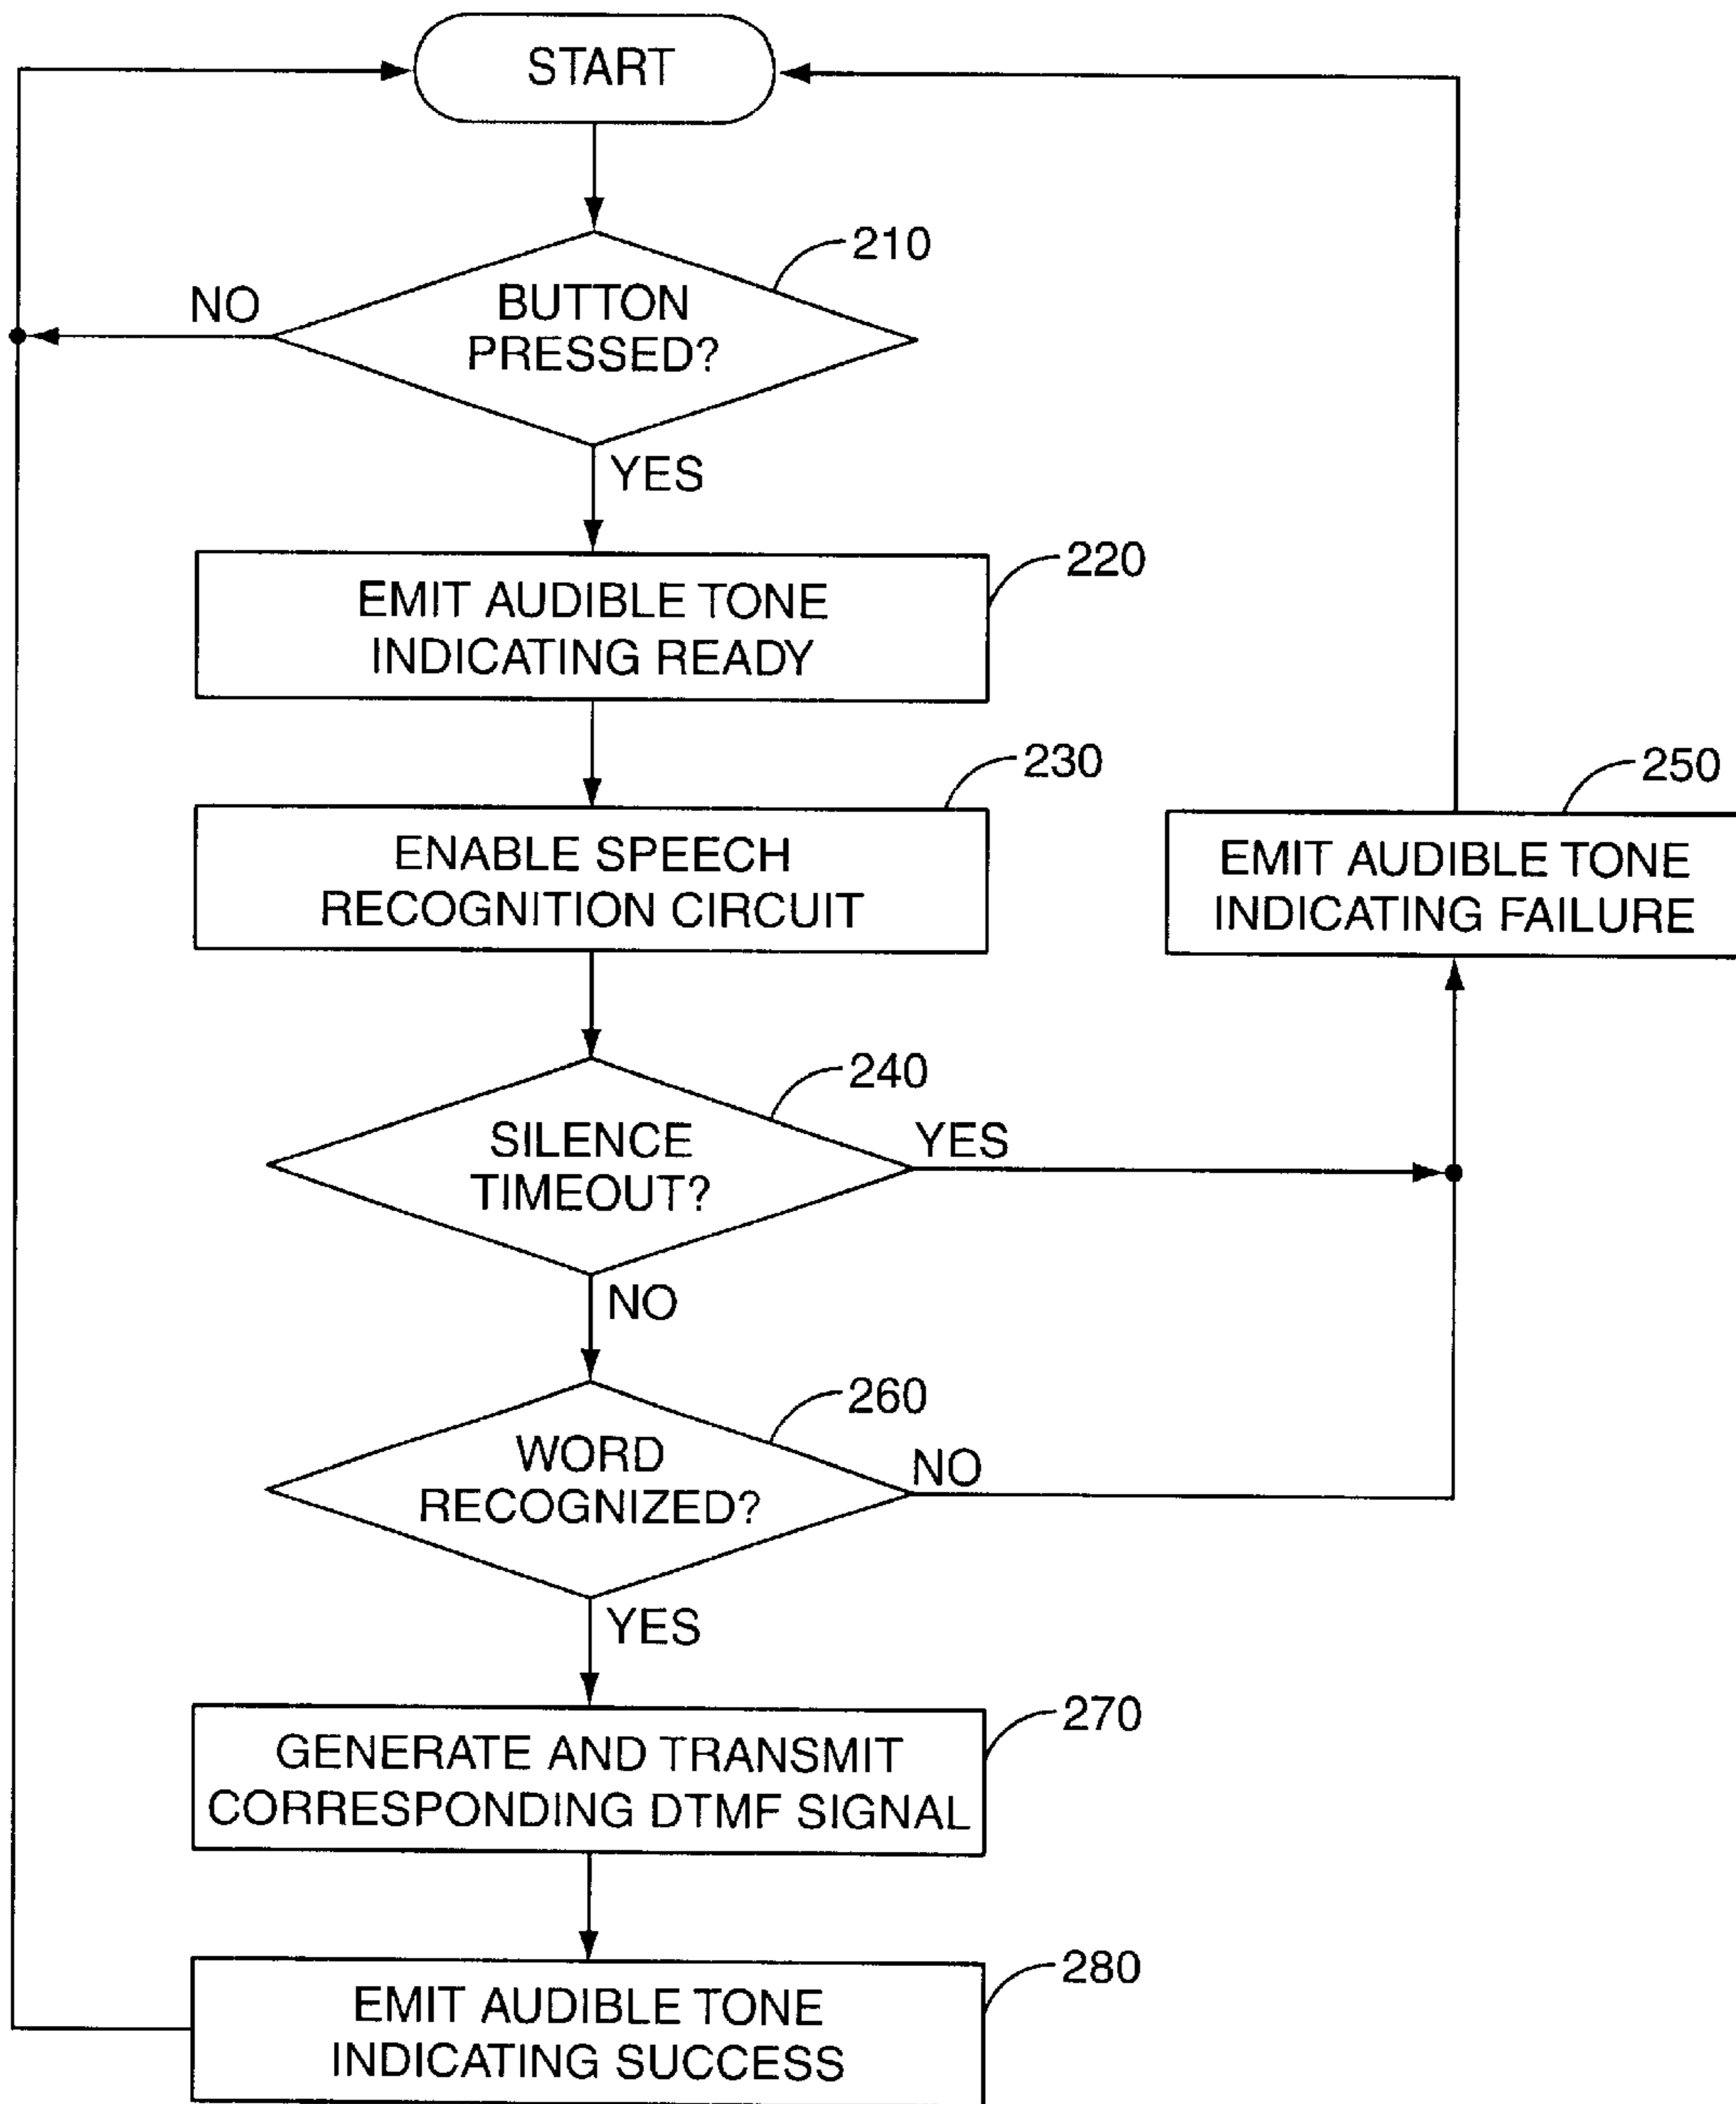 START
210
BUTTON
PRESSED?
NO
YES
220
EMIT AUDIBLE TONE
INDICATING READY
230
ENABLE SPEECH
RECOGNITION CIRCUIT
250
EMIT AUDIBLE TONE
INDICATING FAILURE
240
SILENCE
TIMEOUT?
YES
NO
260
WORD
RECOGNIZED?
NO
YES
270
GENERATE AND TRANSMIT
CORRESPONDING DTMF SIGNAL
280
EMIT AUDIBLE TONE
INDICATING SUCCESS